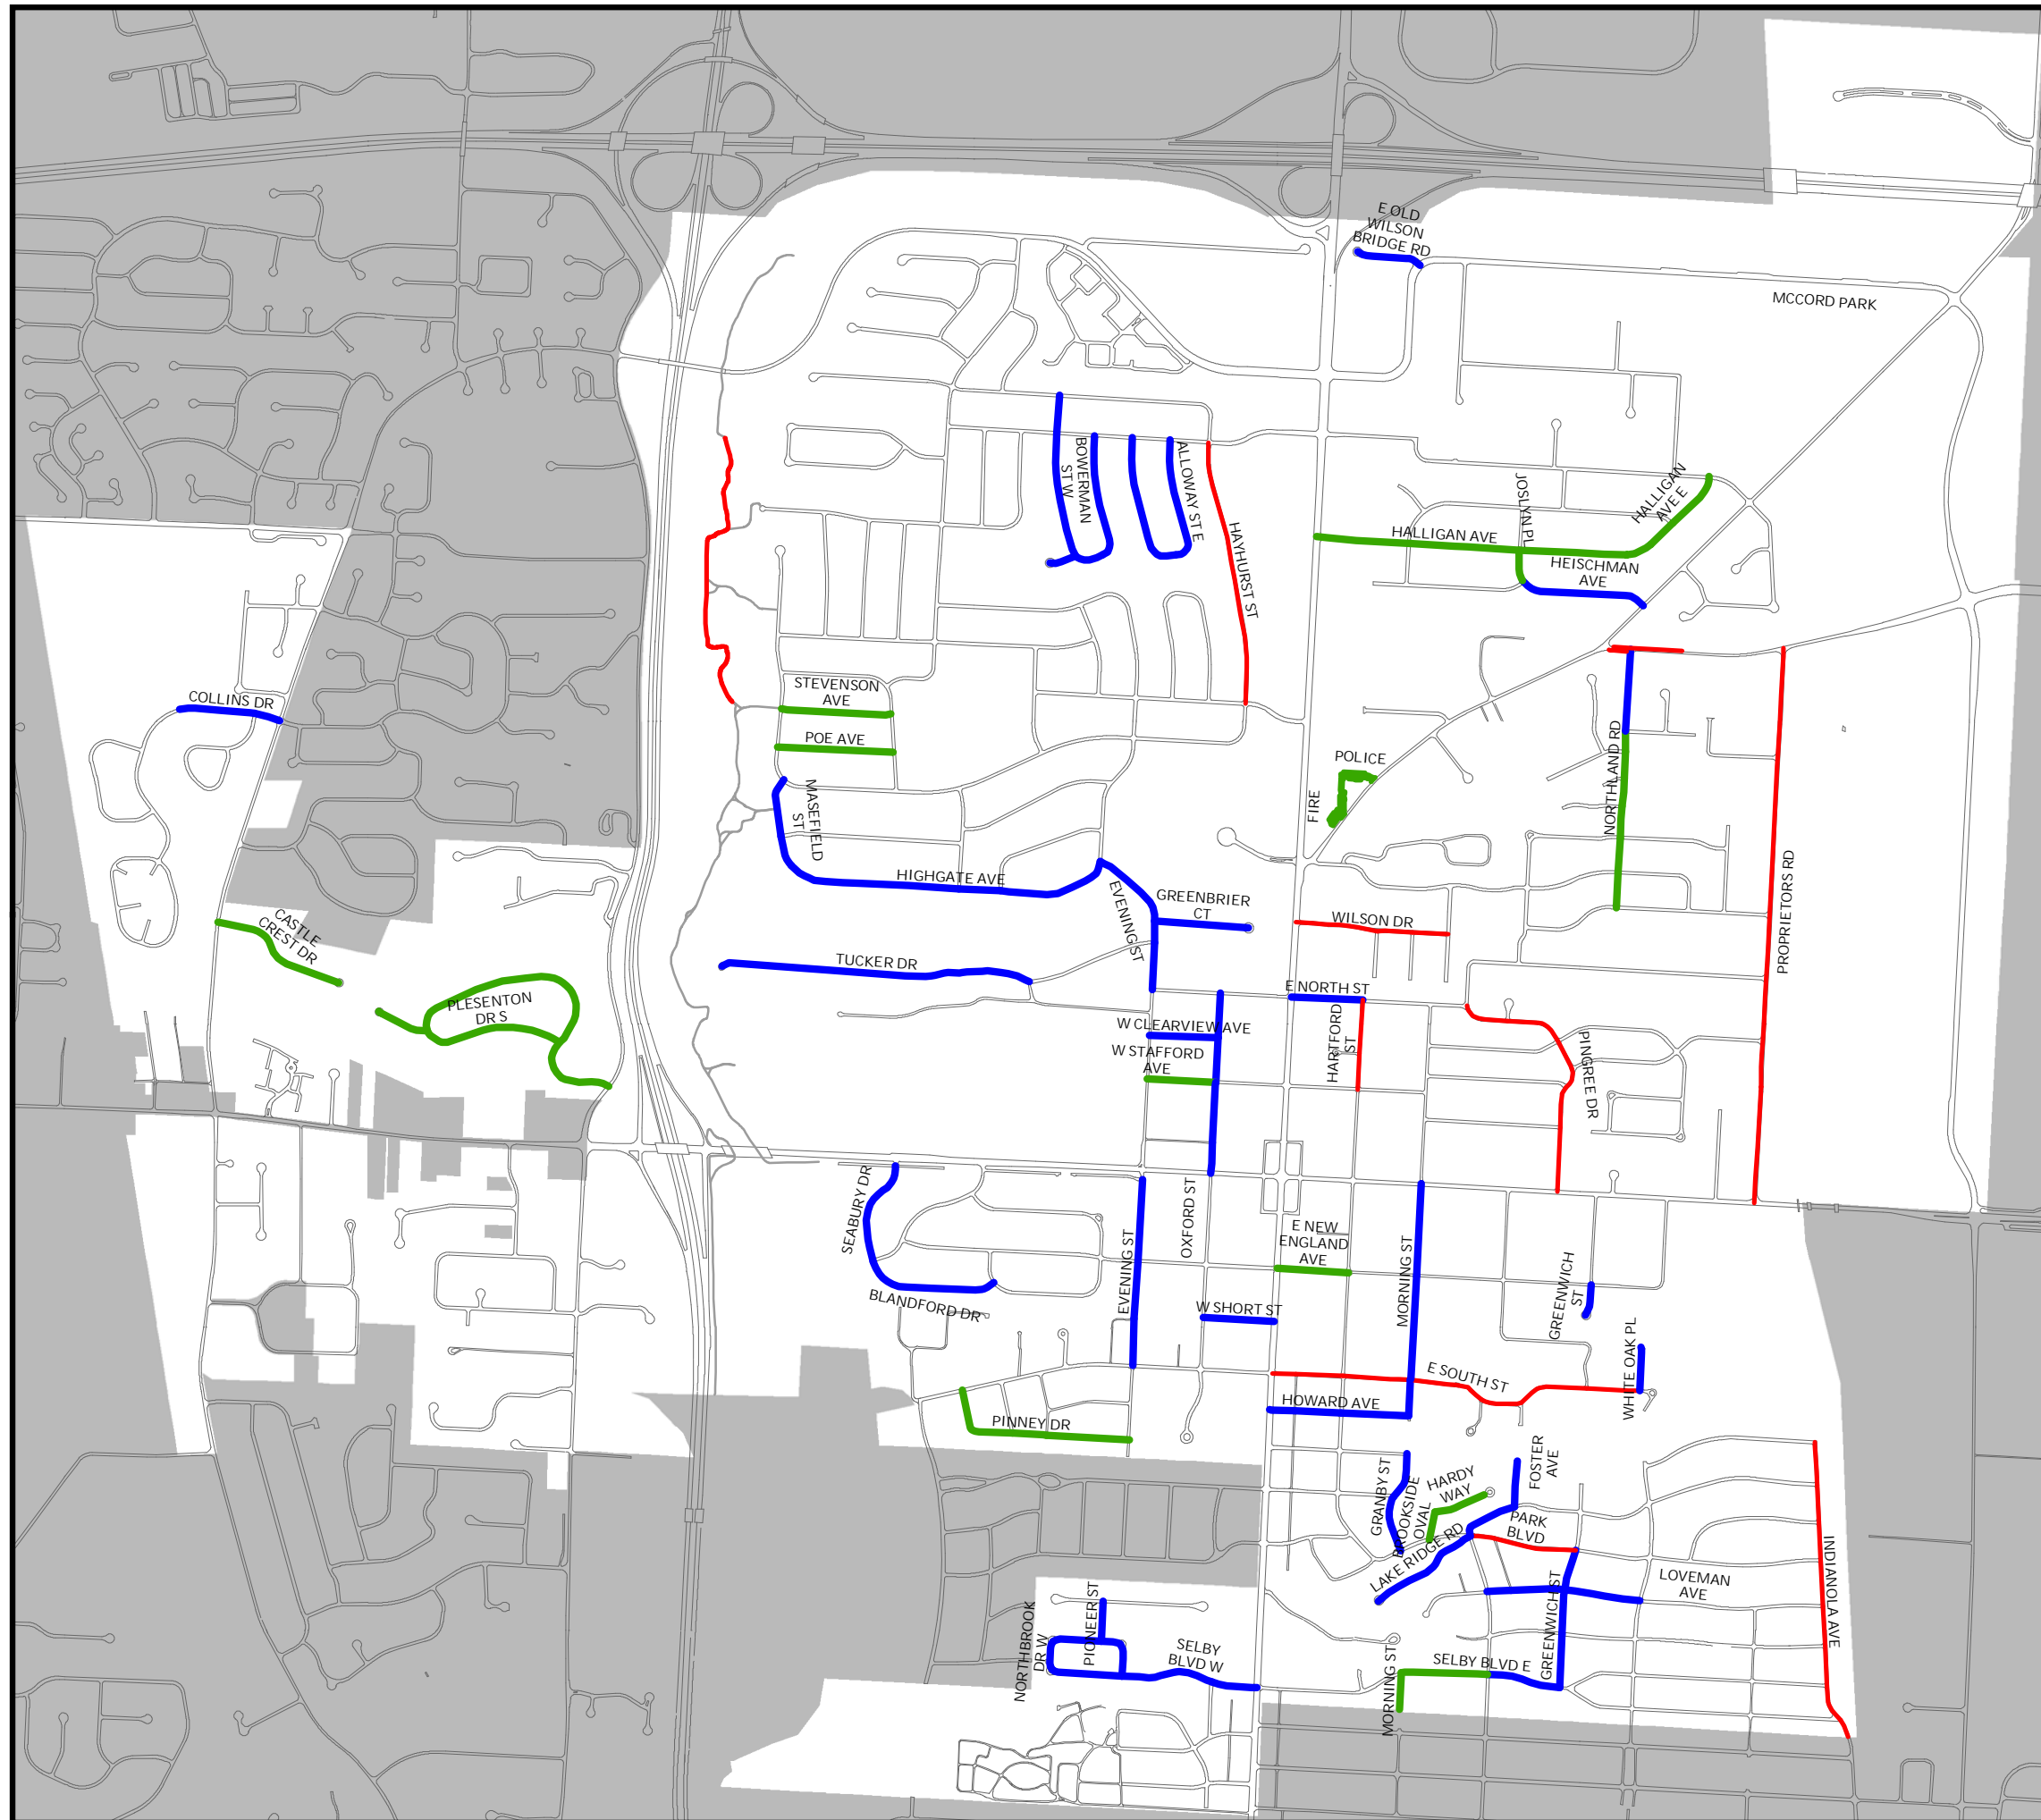 E OLD
WILSON
BRIDGE RD
MCCORD PARK
BOWERMAN
ST W
ALLOWAY ST E
HAYHURST ST
JOSLYN PL
HALLIGAN
AVE E
HALLIGAN AVE
HEISCHMAN
AVE
STEVENSON
AVE
COLLINS DR
POE AVE
POLICE
FIRE
NORTHLAND RD
MASEFIELD
ST
HIGHGATE AVE
EVENING ST
GREENBRIER
CT
WILSON DR
PROPRIETORS RD
CASTLE
CREST DR
TUCKER DR
PLESENTON
DR S
E NORTH ST
W CLEARVIEW AVE
W STAFFORD
AVE
HARTFORD
ST
PINGREE DR
SEABURY DR
OXFORD ST
EVENING ST
E NEW
ENGLAND
AVE
MORNING ST
GREENWICH
ST
BLANDFORD DR
W SHORT ST
WHITE OAK PL
E SOUTH ST
HOWARD AVE
PINNEY DR
GRANBY ST
BROOKSIDE
OVAL
HARDY
WAY
FOSTER
AVE
PARK
BLVD
LAKE RIDGE RD
INDIANOLA AVE
LOVEMAN
AVE
GREENWICH ST
PIONEER ST
NORTHBROOK
DR W
SELBY
BLVD W
SELBY BLVD E
MORNING ST